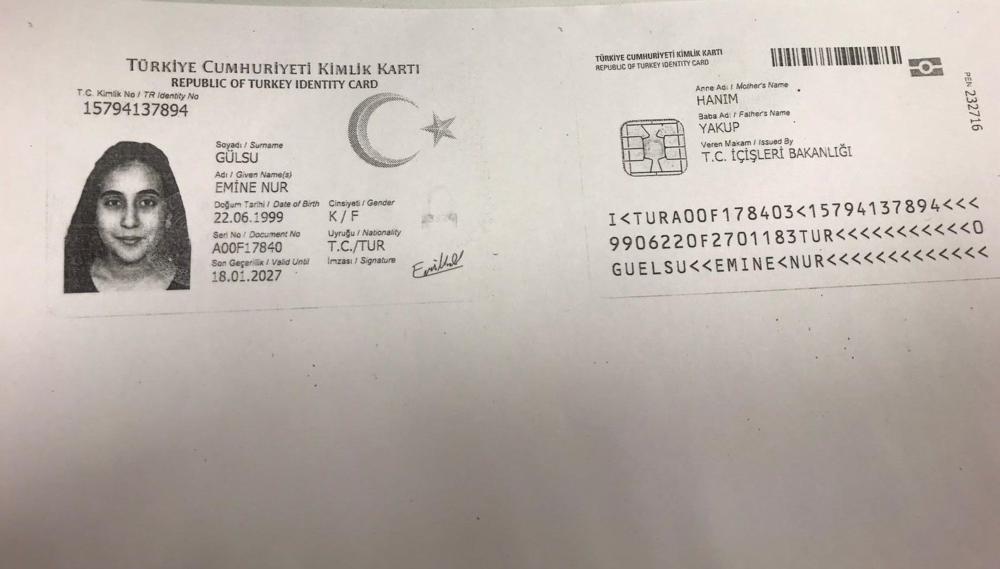 TÜRKİYE CUMHURİYETİ KİMLİK KARTI
REPUBLIC OF TURKEY IDENTITY CARD
T.C. Kimlik No / TR Identity No
15794137894
Soyadı / Surname
GÜLSU
Adı / Given Name(s)
EMİNE NUR
Doğum Tarihi / Date of Birth Cinsiyeti / Gender
22.06.1999 K / F
Seri No / Document No Uyruğu / Nationality
A00F17840 T.C./TUR
Son Geçerlilik / Valid Until İmzası / Signature
18.01.2027
TÜRKİYE CUMHURİYETİ KİMLİK KARTI
REPUBLIC OF TURKEY IDENTITY CARD
Anne Adı / Mother's Name
HANIM
Baba Adı / Father's Name
YAKUP
Veren Makam / Issued By
T.C. İÇİŞLERİ BAKANLIĞI
PEN 232716
I<TURA00F178403<15794137894<<<
9906220F2701183TUR<<<<<<<<<<<0
GUELSU<<EMINE<NUR<<<<<<<<<<<<<